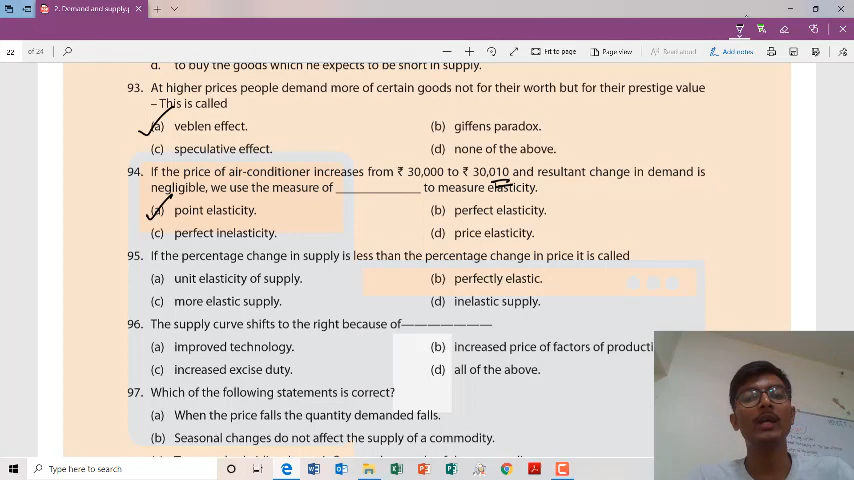 2. Demand and supply.p
22 of 24
Fit to page
Page view
Read aloud
Add notes
d. to buy the goods which he expects to be short in supply.
93. At higher prices people demand more of certain goods not for their worth but for their prestige value
– This is called
(a) veblen effect. (b) giffens paradox.
(c) speculative effect. (d) none of the above.
94. If the price of air-conditioner increases from ₹ 30,000 to ₹ 30,010 and resultant change in demand is
negligible, we use the measure of ______________ to measure elasticity.
(a) point elasticity. (b) perfect elasticity.
(c) perfect inelasticity. (d) price elasticity.
95. If the percentage change in supply is less than the percentage change in price it is called
(a) unit elasticity of supply. (b) perfectly elastic.
(c) more elastic supply. (d) inelastic supply.
96. The supply curve shifts to the right because of———————
(a) improved technology. (b) increased price of factors of producti
(c) increased excise duty. (d) all of the above.
97. Which of the following statements is correct?
(a) When the price falls the quantity demanded falls.
(b) Seasonal changes do not affect the supply of a commodity.
Type here to search